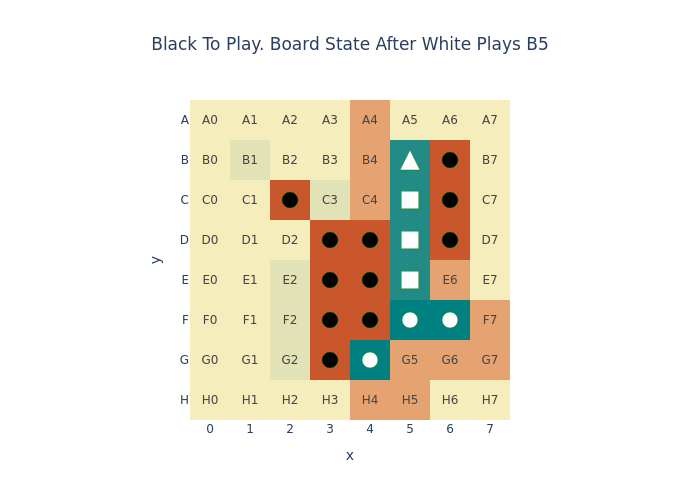 Black To Play. Board State After White Plays B5
A A0 A1 A2 A3 A4 A5 A6 A7
B B0 B1 B2 B3 B4 B7
C C0 C1 C3 C4 C7
D D0 D1 D2 D7
y
E E0 E1 E2 E6 E7
F F0 F1 F2 F7
G G0 G1 G2 G5 G6 G7
H H0 H1 H2 H3 H4 H5 H6 H7
0 1 2 3 4 5 6 7
x